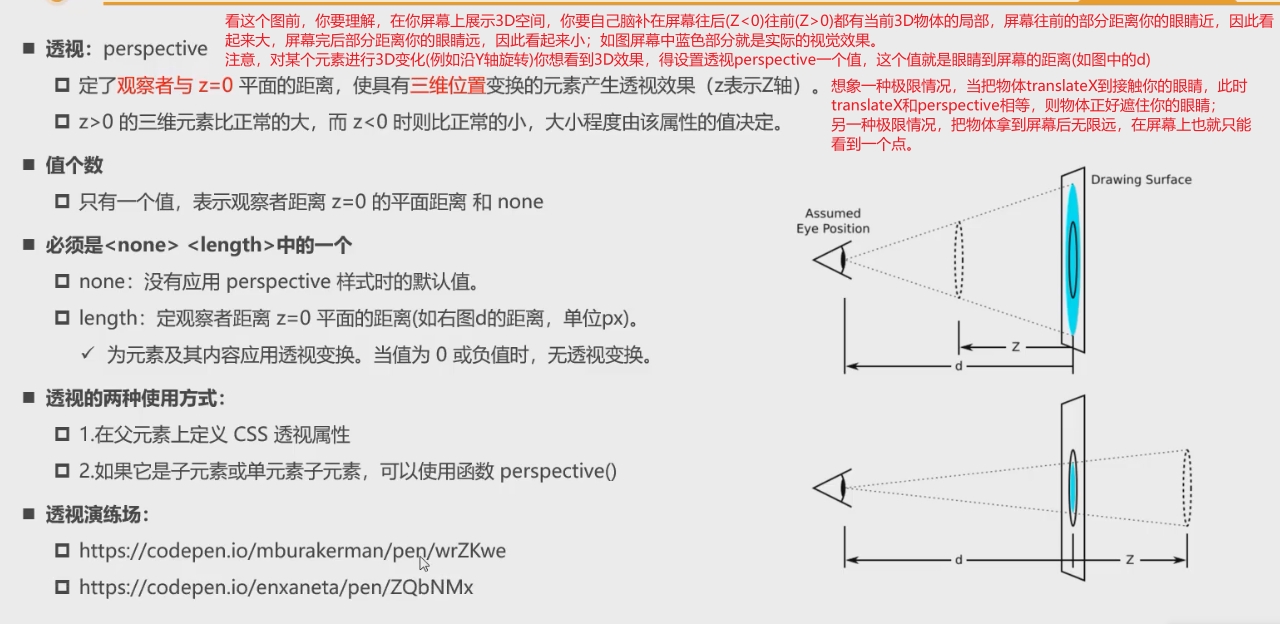 看这个图前，你要理解，在你屏幕上展示3D空间，你要自己脑补在屏幕往后(Z<0)往前(Z>0)都有当前3D物体的局部，屏幕往前的部分距离你的眼睛近，因此看
起来大，屏幕完后部分距离你的眼睛远，因此看起来小；如图屏幕中蓝色部分就是实际的视觉效果。
注意，对某个元素进行3D变化(例如沿Y轴旋转)你想看到3D效果，得设置透视perspective一个值，这个值就是眼睛到屏幕的距离(如图中的d)
■ 透视：perspective
定了观察者与 z=0 平面的距离，使具有三维位置变换的元素产生透视效果（z表示Z轴）。
z>0 的三维元素比正常的大，而 z<0 时则比正常的小，大小程度由该属性的值决定。
想象一种极限情况，当把物体translateX到接触你的眼睛，此时
translateX和perspective相等，则物体正好遮住你的眼睛；
另一种极限情况，把物体拿到屏幕后无限远，在屏幕上也就只能
看到一个点。
■ 值个数
只有一个值，表示观察者距离 z=0 的平面距离 和 none
■ 必须是<none> <length>中的一个
none：没有应用 perspective 样式时的默认值。
length：定观察者距离 z=0 平面的距离(如右图d的距离，单位px)。
✓ 为元素及其内容应用透视变换。当值为 0 或负值时，无透视变换。
■ 透视的两种使用方式：
1.在父元素上定义 CSS 透视属性
2.如果它是子元素或单元素子元素，可以使用函数 perspective()
■ 透视演练场：
https://codepen.io/mburakerman/pen/wrZKwe
https://codepen.io/enxaneta/pen/ZQbNMx
Drawing Surface
Assumed
Eye Position
Z
d
d
Z